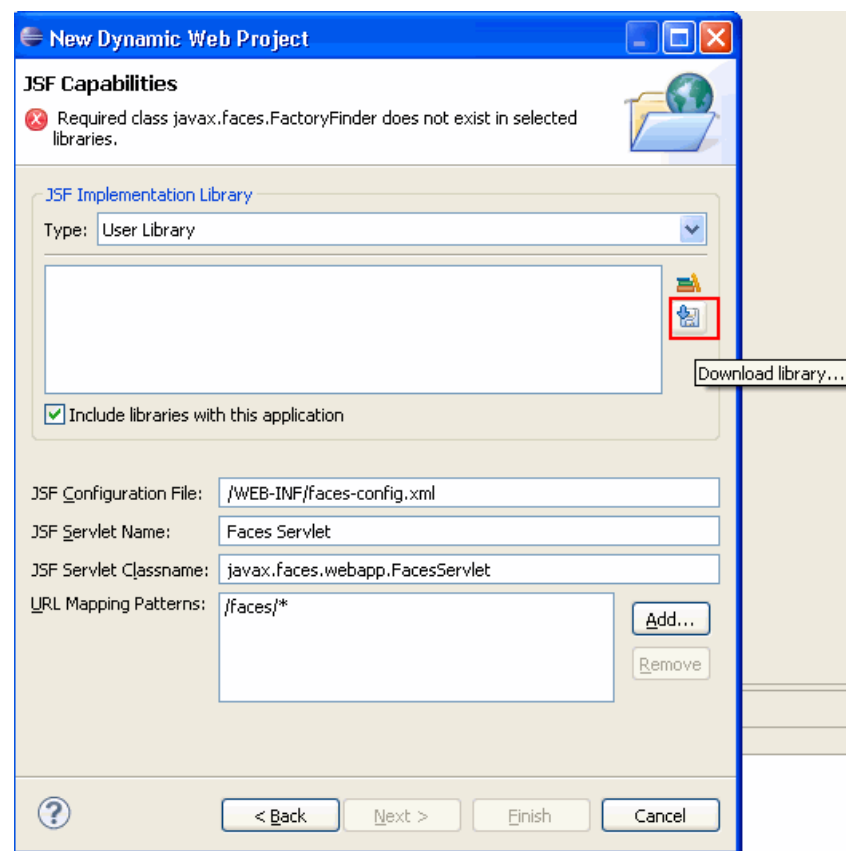 New Dynamic Web Project
JSF Capabilities
Required class javax.faces.FactoryFinder does not exist in selected
libraries.
JSF Implementation Library
Type: User Library
Download library...
Include libraries with this application
JSF Configuration File: /WEB-INF/faces-config.xml
JSF Servlet Name: Faces Servlet
JSF Servlet Classname: javax.faces.webapp.FacesServlet
URL Mapping Patterns: /faces/*
Add...
Remove
? < Back Next > Finish Cancel